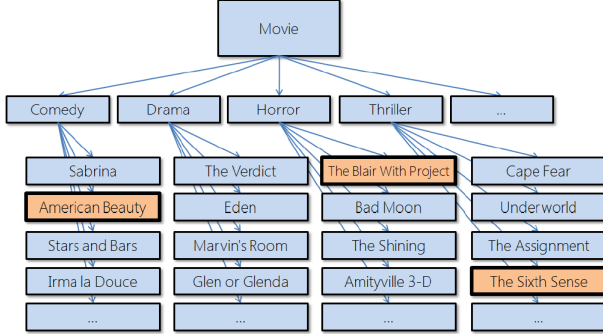 Movie
Comedy
Drama
Horror
Thriller
...
Sabrina
The Verdict
The Blair With Project
Cape Fear
American Beauty
Eden
Bad Moon
Underworld
Stars and Bars
Marvin's Room
The Shining
The Assignment
Irma la Douce
Glen or Glenda
Amityville 3-D
The Sixth Sense
...
...
...
...